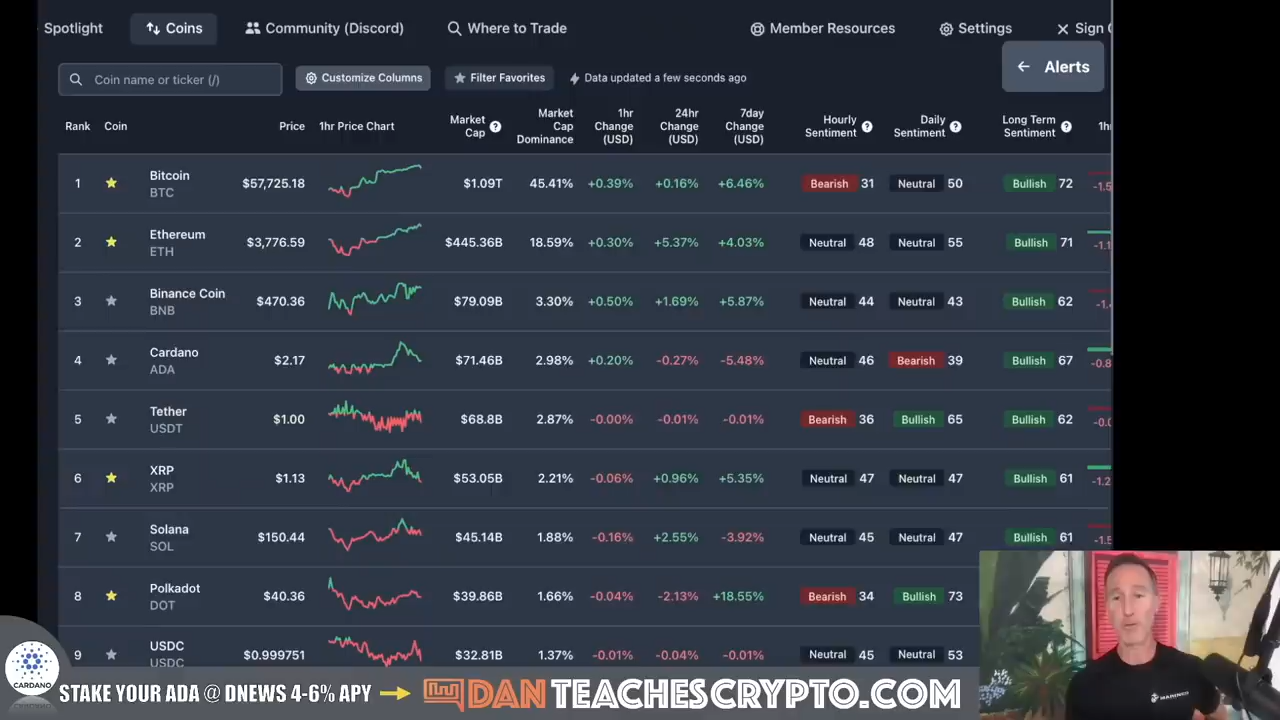 Spotlight Coins Community (Discord) Where to Trade Member Resources Settings Sign
Alerts
Coin name or ticker (/) Customize Columns Filter Favorites Data updated a few seconds ago
Rank Coin Price 1hr Price Chart Market Cap Market Cap Dominance 1hr Change (USD) 24hr Change (USD) 7day Change (USD) Hourly Sentiment Daily Sentiment Long Term Sentiment 1h
1 Bitcoin BTC $57,725.18 $1.09T 45.41% +0.39% +0.16% +6.46% Bearish 31 Neutral 50 Bullish 72
2 Ethereum ETH $3,776.59 $445.36B 18.59% +0.30% +5.37% +4.03% Neutral 48 Neutral 55 Bullish 71 -1.1
3 Binance Coin BNB $470.36 $79.09B 3.30% +0.50% +1.69% +5.87% Neutral 44 Neutral 43 Bullish 62
4 Cardano ADA $2.17 $71.46B 2.98% +0.20% -0.27% -5.48% Neutral 46 Bearish 39 Bullish 67 -0.8
5 Tether USDT $1.00 $68.8B 2.87% -0.00% -0.01% -0.01% Bearish 36 Bullish 65 Bullish 62
6 XRP XRP $1.13 $53.05B 2.21% -0.06% +0.96% +5.35% Neutral 47 Neutral 47 Bullish 61 -1.2
7 Solana SOL $150.44 $45.14B 1.88% -0.16% +2.55% -3.92% Neutral 45 Neutral 47 Bullish 61
8 Polkadot DOT $40.36 $39.86B 1.66% -0.04% -2.13% +18.55% Bearish 34 Bullish 73
9 USDC USDC $0.999751 $32.81B 1.37% -0.01% -0.04% -0.01% Neutral 45 Neutral 53
CARDANO
STAKE YOUR ADA @ DNEWS 4-6% APY DAN TEACHESCRYPTO.COM